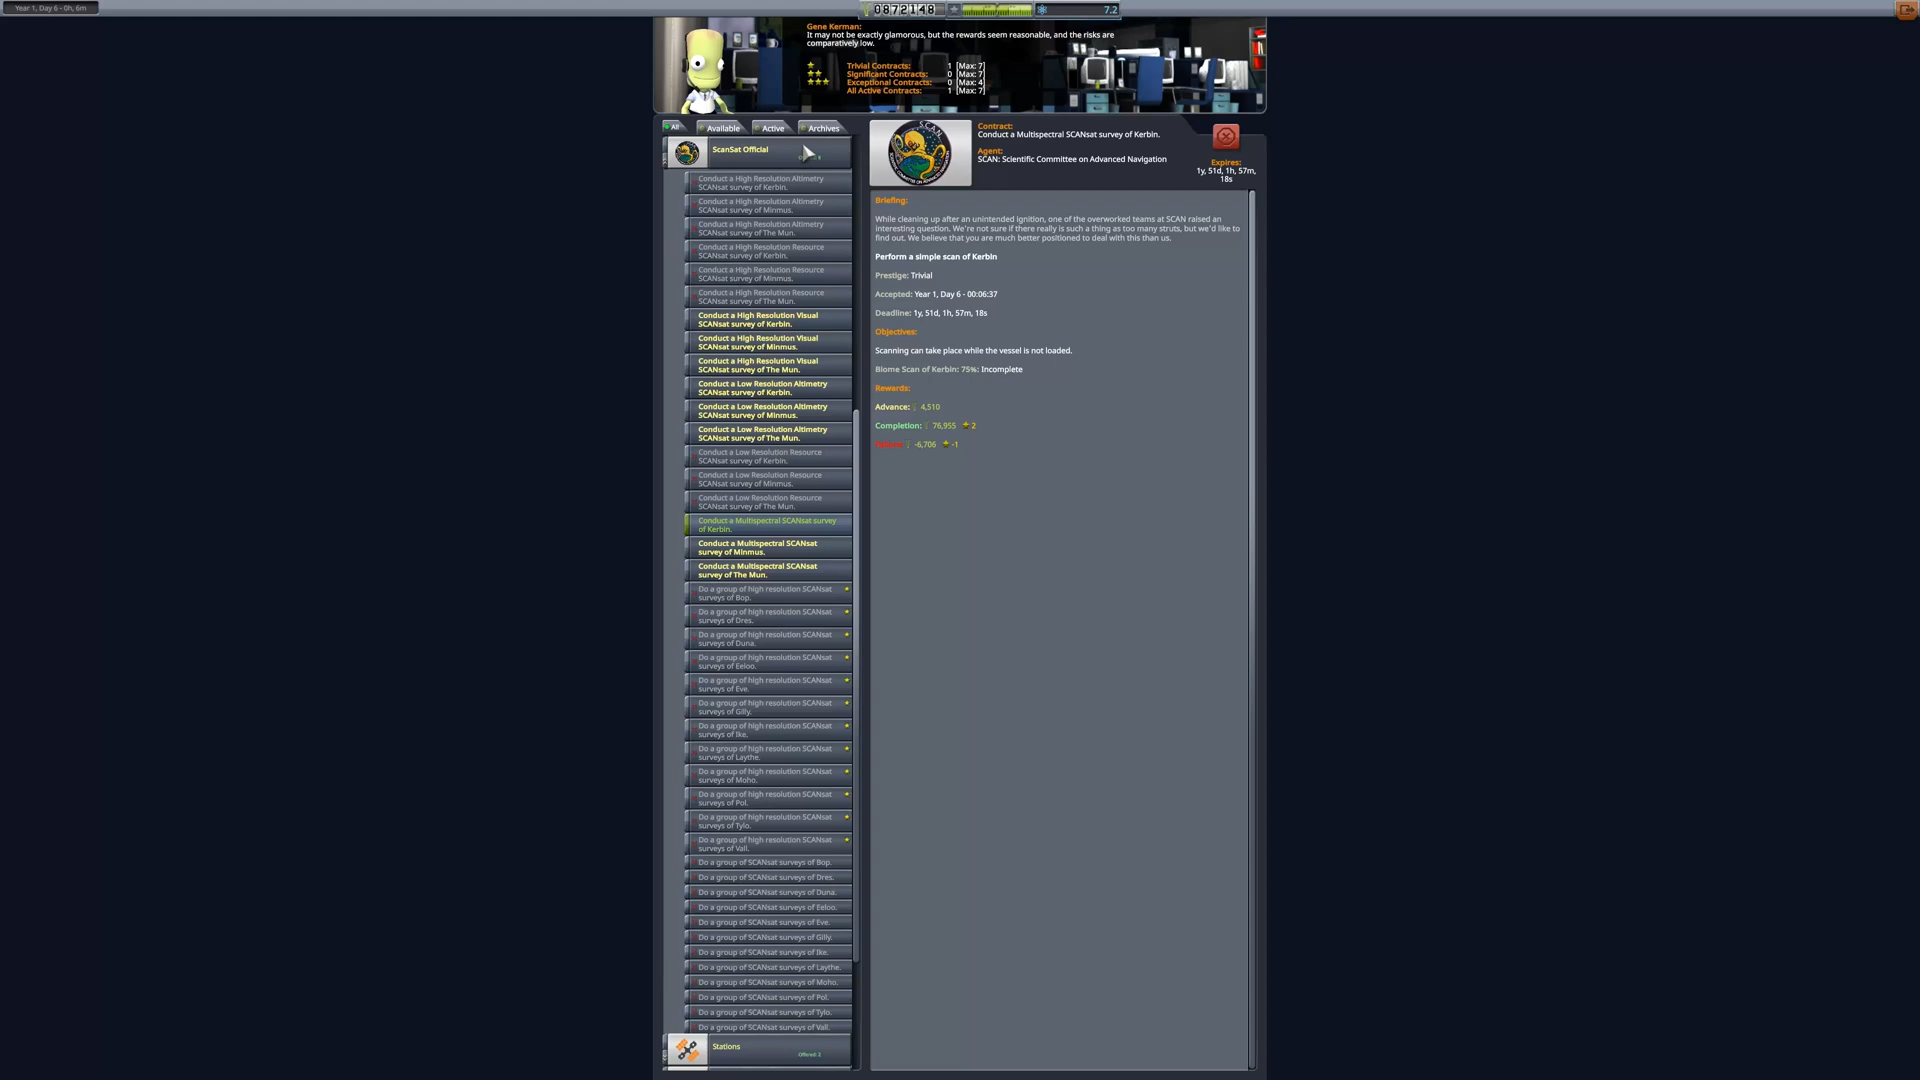 Year 1, Day 6 - 0h, 6m
0872148
7.2
Gene Kerman:
It may not be exactly glamorous, but the rewards seem reasonable, and the risks are
comparatively low.
Trivial Contracts: 1 [Max: 7]
Significant Contracts: 0 [Max: 7]
Exceptional Contracts: 0 [Max: 4]
All Active Contracts: 1 [Max: 7]
All
Available
Active
Archives
ScanSat Official
Conduct a High Resolution Altimetry
SCANsat survey of Kerbin.
Conduct a High Resolution Altimetry
SCANsat survey of Minmus.
Conduct a High Resolution Altimetry
SCANsat survey of The Mun.
Conduct a High Resolution Resource
SCANsat survey of Kerbin.
Conduct a High Resolution Resource
SCANsat survey of Minmus.
Conduct a High Resolution Resource
SCANsat survey of The Mun.
Conduct a High Resolution Visual
SCANsat survey of Kerbin.
Conduct a High Resolution Visual
SCANsat survey of Minmus.
Conduct a High Resolution Visual
SCANsat survey of The Mun.
Conduct a Low Resolution Altimetry
SCANsat survey of Kerbin.
Conduct a Low Resolution Altimetry
SCANsat survey of Minmus.
Conduct a Low Resolution Altimetry
SCANsat survey of The Mun.
Conduct a Low Resolution Resource
SCANsat survey of Kerbin.
Conduct a Low Resolution Resource
SCANsat survey of Minmus.
Conduct a Low Resolution Resource
SCANsat survey of The Mun.
Conduct a Multispectral SCANsat survey
of Kerbin.
Conduct a Multispectral SCANsat
survey of Minmus.
Conduct a Multispectral SCANsat
survey of The Mun.
Do a group of high resolution SCANsat
surveys of Bop.
Do a group of high resolution SCANsat
surveys of Dres.
Do a group of high resolution SCANsat
surveys of Duna.
Do a group of high resolution SCANsat
surveys of Eeloo.
Do a group of high resolution SCANsat
surveys of Eve.
Do a group of high resolution SCANsat
surveys of Gilly.
Do a group of high resolution SCANsat
surveys of Ike.
Do a group of high resolution SCANsat
surveys of Laythe.
Do a group of high resolution SCANsat
surveys of Moho.
Do a group of high resolution SCANsat
surveys of Pol.
Do a group of high resolution SCANsat
surveys of Tylo.
Do a group of high resolution SCANsat
surveys of Vall.
Do a group of SCANsat surveys of Bop.
Do a group of SCANsat surveys of Dres.
Do a group of SCANsat surveys of Duna.
Do a group of SCANsat surveys of Eeloo.
Do a group of SCANsat surveys of Eve.
Do a group of SCANsat surveys of Gilly.
Do a group of SCANsat surveys of Ike.
Do a group of SCANsat surveys of Laythe.
Do a group of SCANsat surveys of Moho.
Do a group of SCANsat surveys of Pol.
Do a group of SCANsat surveys of Tylo.
Do a group of SCANsat surveys of Vall.
Stations
Offered: 2
S.C.A.N.
SCIENTIFIC COMMITTEE ON ADVANCED NAVIGATION
Contract:
Conduct a Multispectral SCANsat survey of Kerbin.
Agent:
SCAN: Scientific Committee on Advanced Navigation
Expires:
1y, 51d, 1h, 57m,
18s
Briefing:
While cleaning up after an unintended ignition, one of the overworked teams at SCAN raised an
interesting question. We're not sure if there really is such a thing as too many struts, but we'd like to
find out. We believe that you are much better positioned to deal with this than us.
Perform a simple scan of Kerbin
Prestige: Trivial
Accepted: Year 1, Day 6 - 00:06:37
Deadline: 1y, 51d, 1h, 57m, 18s
Objectives:
Scanning can take place while the vessel is not loaded.
Biome Scan of Kerbin: 75%: Incomplete
Rewards:
Advance: 4,510
Completion: 76,955 2
-6,706 -1